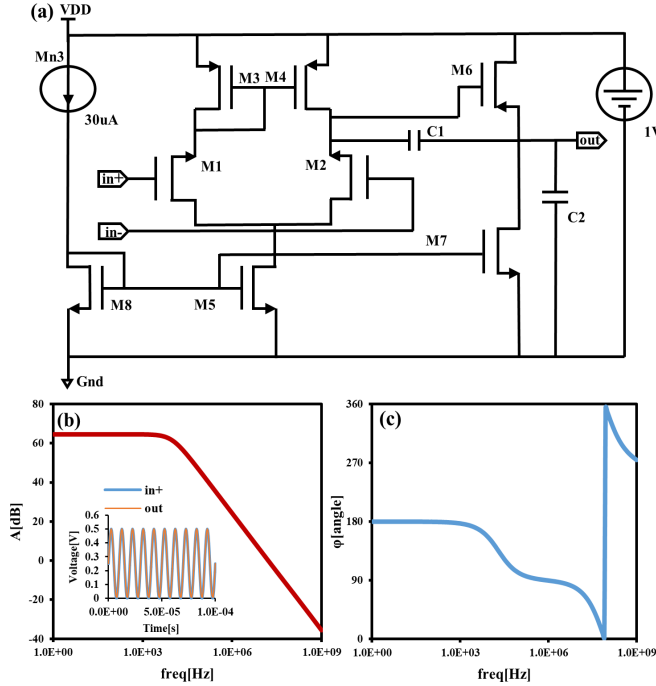 (a)
VDD
Mn3
30uA
M3 M4
M6
C1
out
1V
in+
M1
M2
in-
C2
M7
M8
M5
Gnd
(b)
80
60
40
20
0
-20
-40
A[dB]
in+
out
0.6
0.5
0.4
0.3
0.2
0.1
0
Voltage[V]
0.0E+00 5.0E-05 1.0E-04
Time[s]
1.0E+00 1.0E+03 1.0E+06 1.0E+09
freq[Hz]
(c)
360
270
180
90
0
φ[angle]
1.0E+00 1.0E+03 1.0E+06 1.0E+09
freq[Hz]